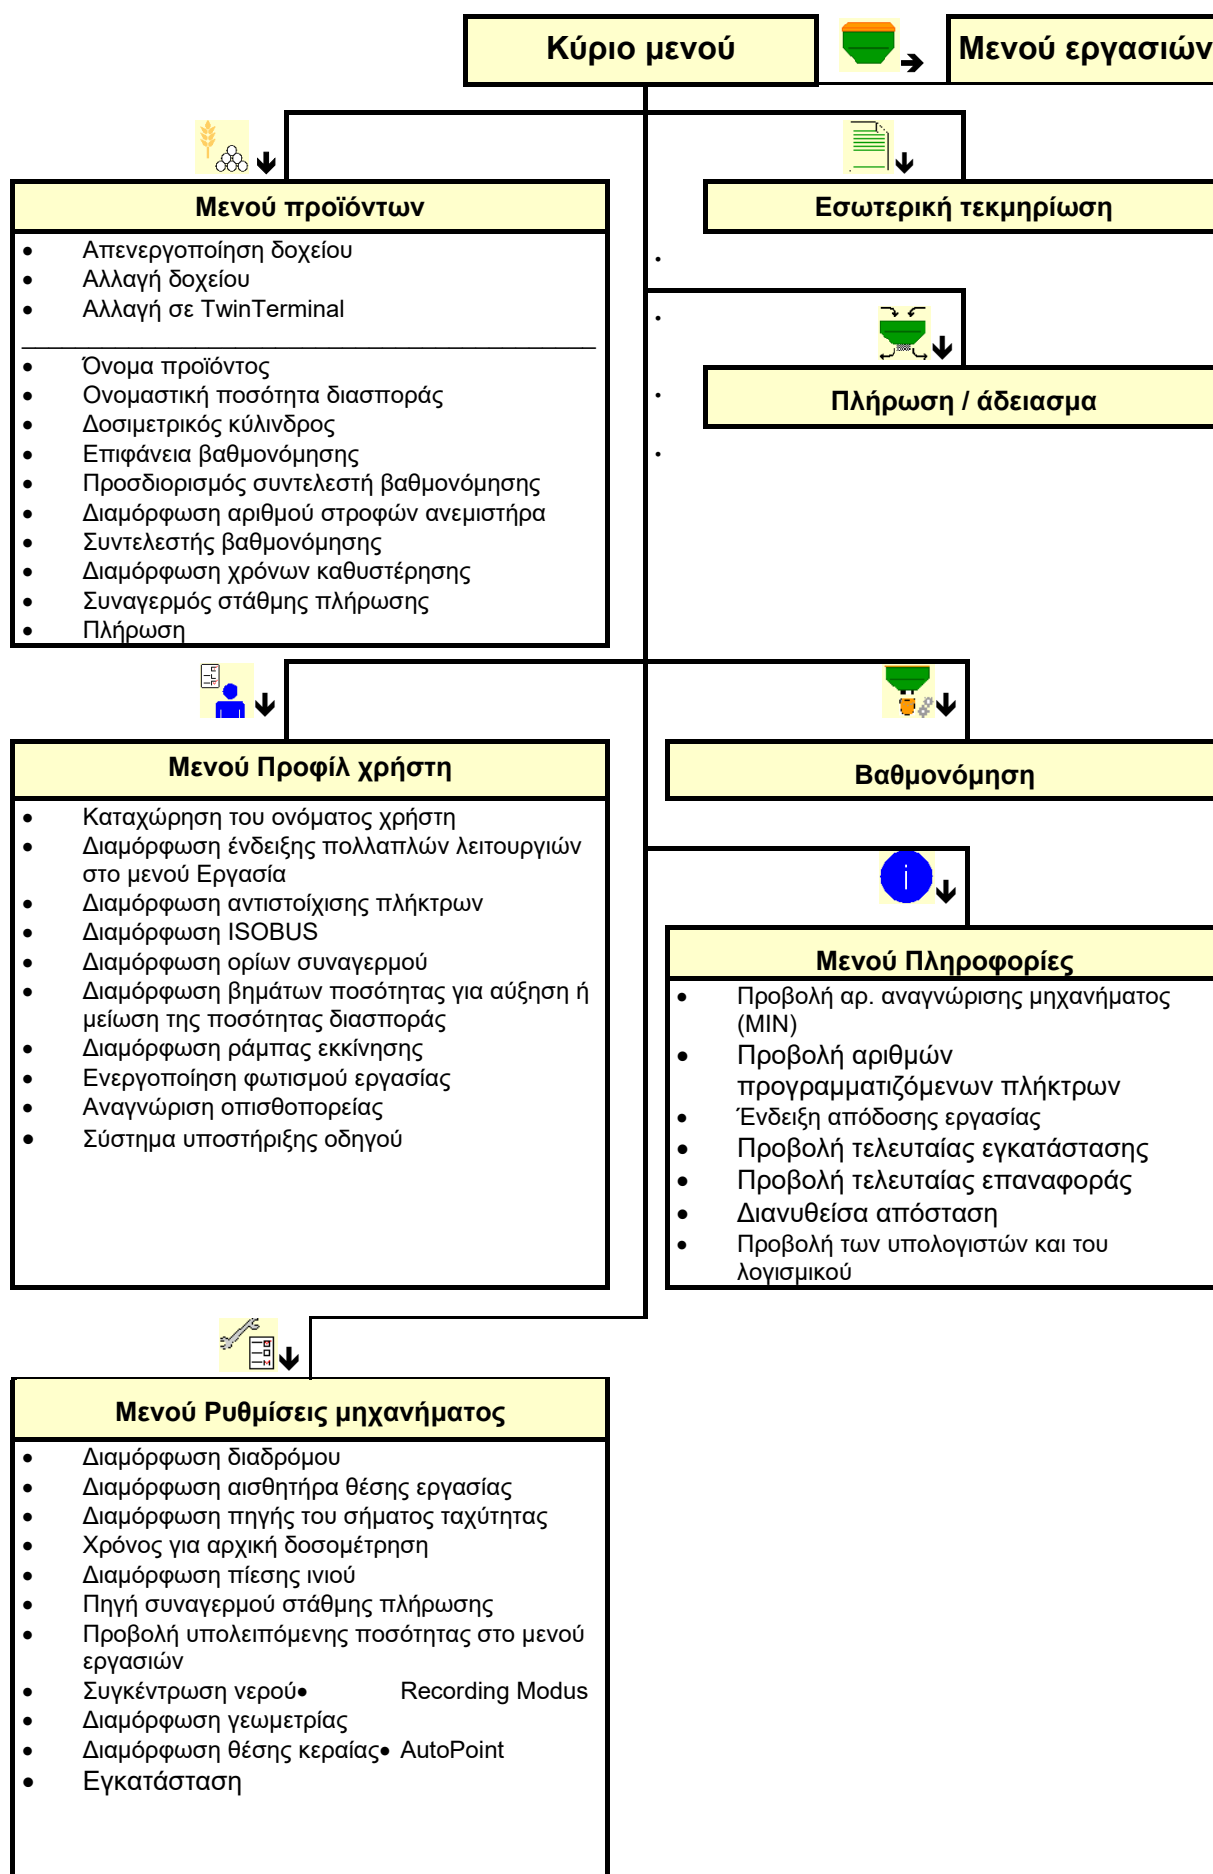 Κύριο μενού
Μενού εργασιών
Μενού προϊόντων
• Απενεργοποίηση δοχείου
• Αλλαγή δοχείου
• Αλλαγή σε TwinTerminal
• Όνομα προϊόντος
• Ονομαστική ποσότητα διασποράς
• Δοσιμετρικός κύλινδρος
• Επιφάνεια βαθμονόμησης
• Προσδιορισμός συντελεστή βαθμονόμησης
• Διαμόρφωση αριθμού στροφών ανεμιστήρα
• Συντελεστής βαθμονόμησης
• Διαμόρφωση χρόνων καθυστέρησης
• Συναγερμός στάθμης πλήρωσης
• Πλήρωση
Εσωτερική τεκμηρίωση
Πλήρωση / άδειασμα
Μενού Προφίλ χρήστη
• Καταχώρηση του ονόματος χρήστη
• Διαμόρφωση ένδειξης πολλαπλών λειτουργιών
στο μενού Εργασία
• Διαμόρφωση αντιστοίχισης πλήκτρων
• Διαμόρφωση ISOBUS
• Διαμόρφωση ορίων συναγερμού
• Διαμόρφωση βημάτων ποσότητας για αύξηση ή
μείωση της ποσότητας διασποράς
• Διαμόρφωση ράμπας εκκίνησης
• Ενεργοποίηση φωτισμού εργασίας
• Αναγνώριση οπισθοπορείας
• Σύστημα υποστήριξης οδηγού
Βαθμονόμηση
Μενού Πληροφορίες
• Προβολή αρ. αναγνώρισης μηχανήματος
(MIN)
• Προβολή αριθμών
προγραμματιζόμενων πλήκτρων
• Ένδειξη απόδοσης εργασίας
• Προβολή τελευταίας εγκατάστασης
• Προβολή τελευταίας επαναφοράς
• Διανυθείσα απόσταση
• Προβολή των υπολογιστών και του
λογισμικού
Μενού Ρυθμίσεις μηχανήματος
• Διαμόρφωση διαδρόμου
• Διαμόρφωση αισθητήρα θέσης εργασίας
• Διαμόρφωση πηγής του σήματος ταχύτητας
• Χρόνος για αρχική δοσομέτρηση
• Διαμόρφωση πίεσης ινιού
• Πηγή συναγερμού στάθμης πλήρωσης
• Προβολή υπολειπόμενης ποσότητας στο μενού
εργασιών
• Συγκέντρωση νερού• Recording Modus
• Διαμόρφωση γεωμετρίας
• Διαμόρφωση θέσης κεραίας• AutoPoint
• Εγκατάσταση